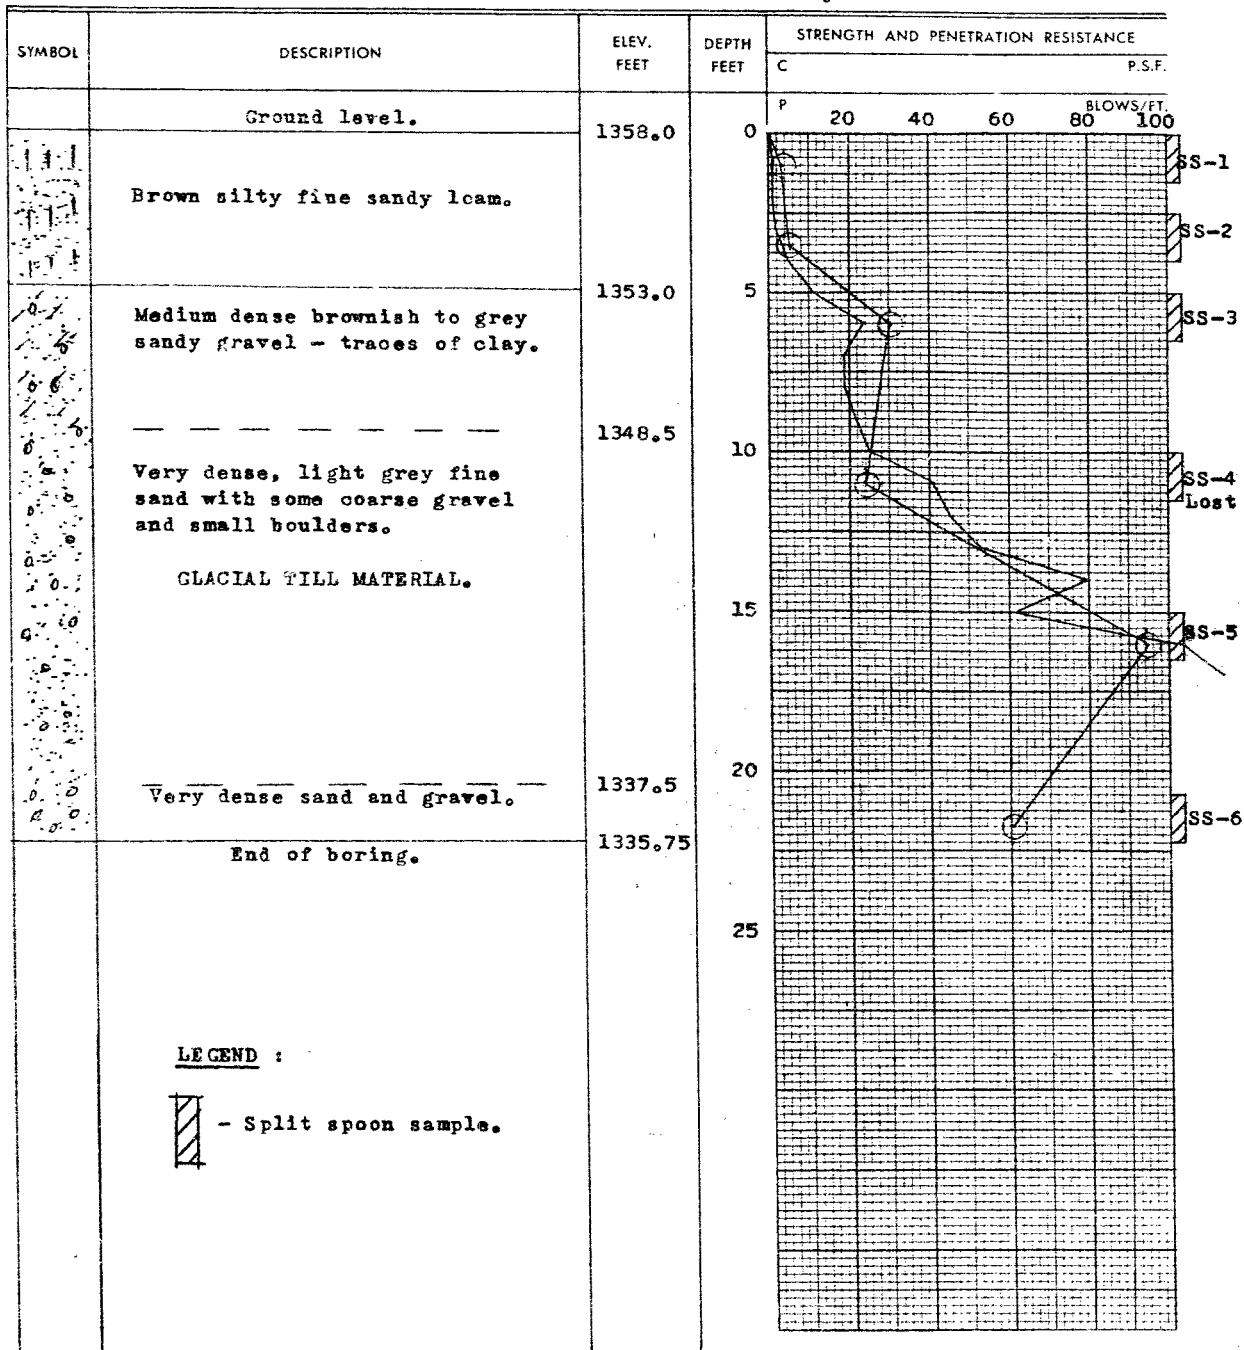 SYMBOL DESCRIPTION ELEV. FEET DEPTH FEET STRENGTH AND PENETRATION RESISTANCE
C P.S.F.
P BLOWS/FT.
20 40 60 80 100
Ground level. 1358.0 0
SS-1
Brown silty fine sandy loam.
SS-2
1353.0 5
Medium dense brownish to grey
sandy gravel - traces of clay.
SS-3
1348.5
10
Very dense, light grey fine
sand with some coarse gravel
and small boulders.
SS-4
Lost
GLACIAL TILL MATERIAL.
15
SS-5
20
1337.5
Very dense sand and gravel.
SS-6
1335.75
End of boring.
25
LEGEND :
- Split spoon sample.